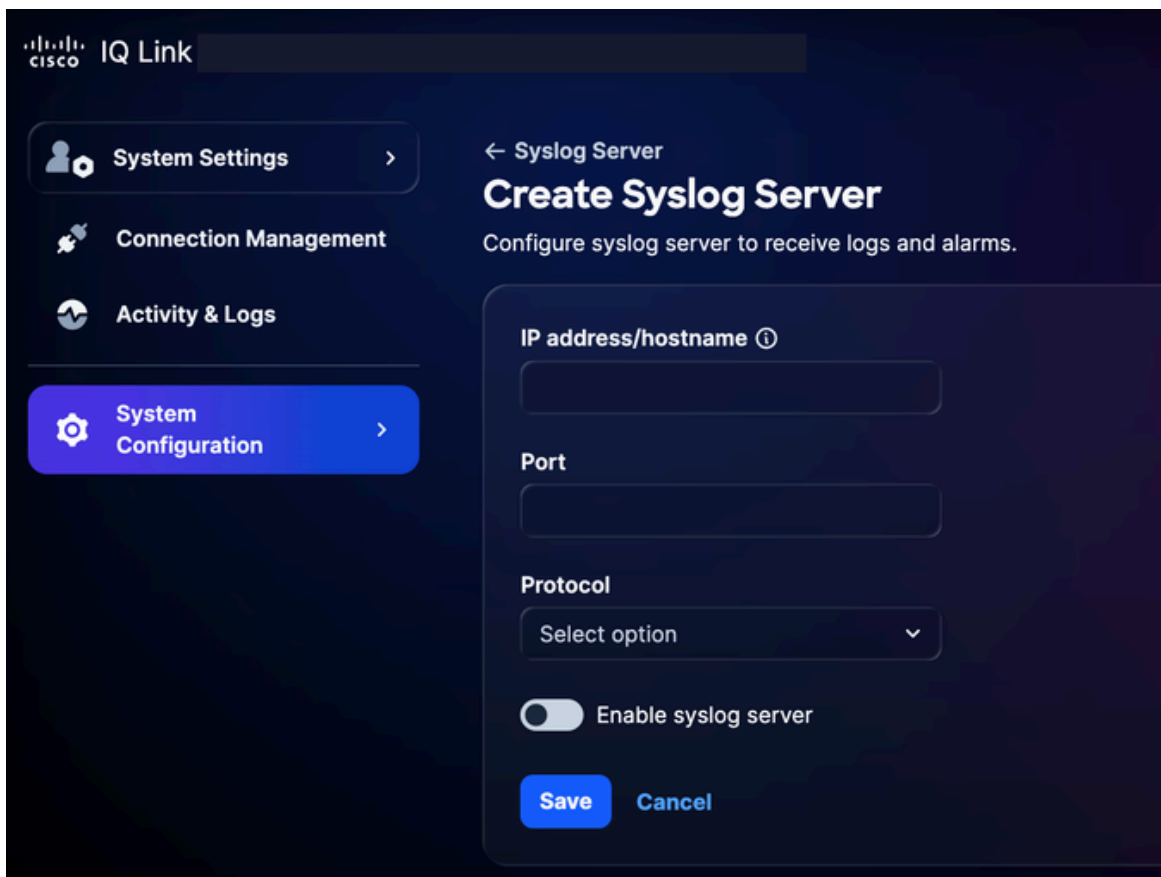 cisco IQ Link
System Settings
Connection Management
Activity & Logs
System
Configuration
Syslog Server
Create Syslog Server
Configure syslog server to receive logs and alarms.
IP address/hostname
Port
Protocol
Select option
Enable syslog server
Save Cancel